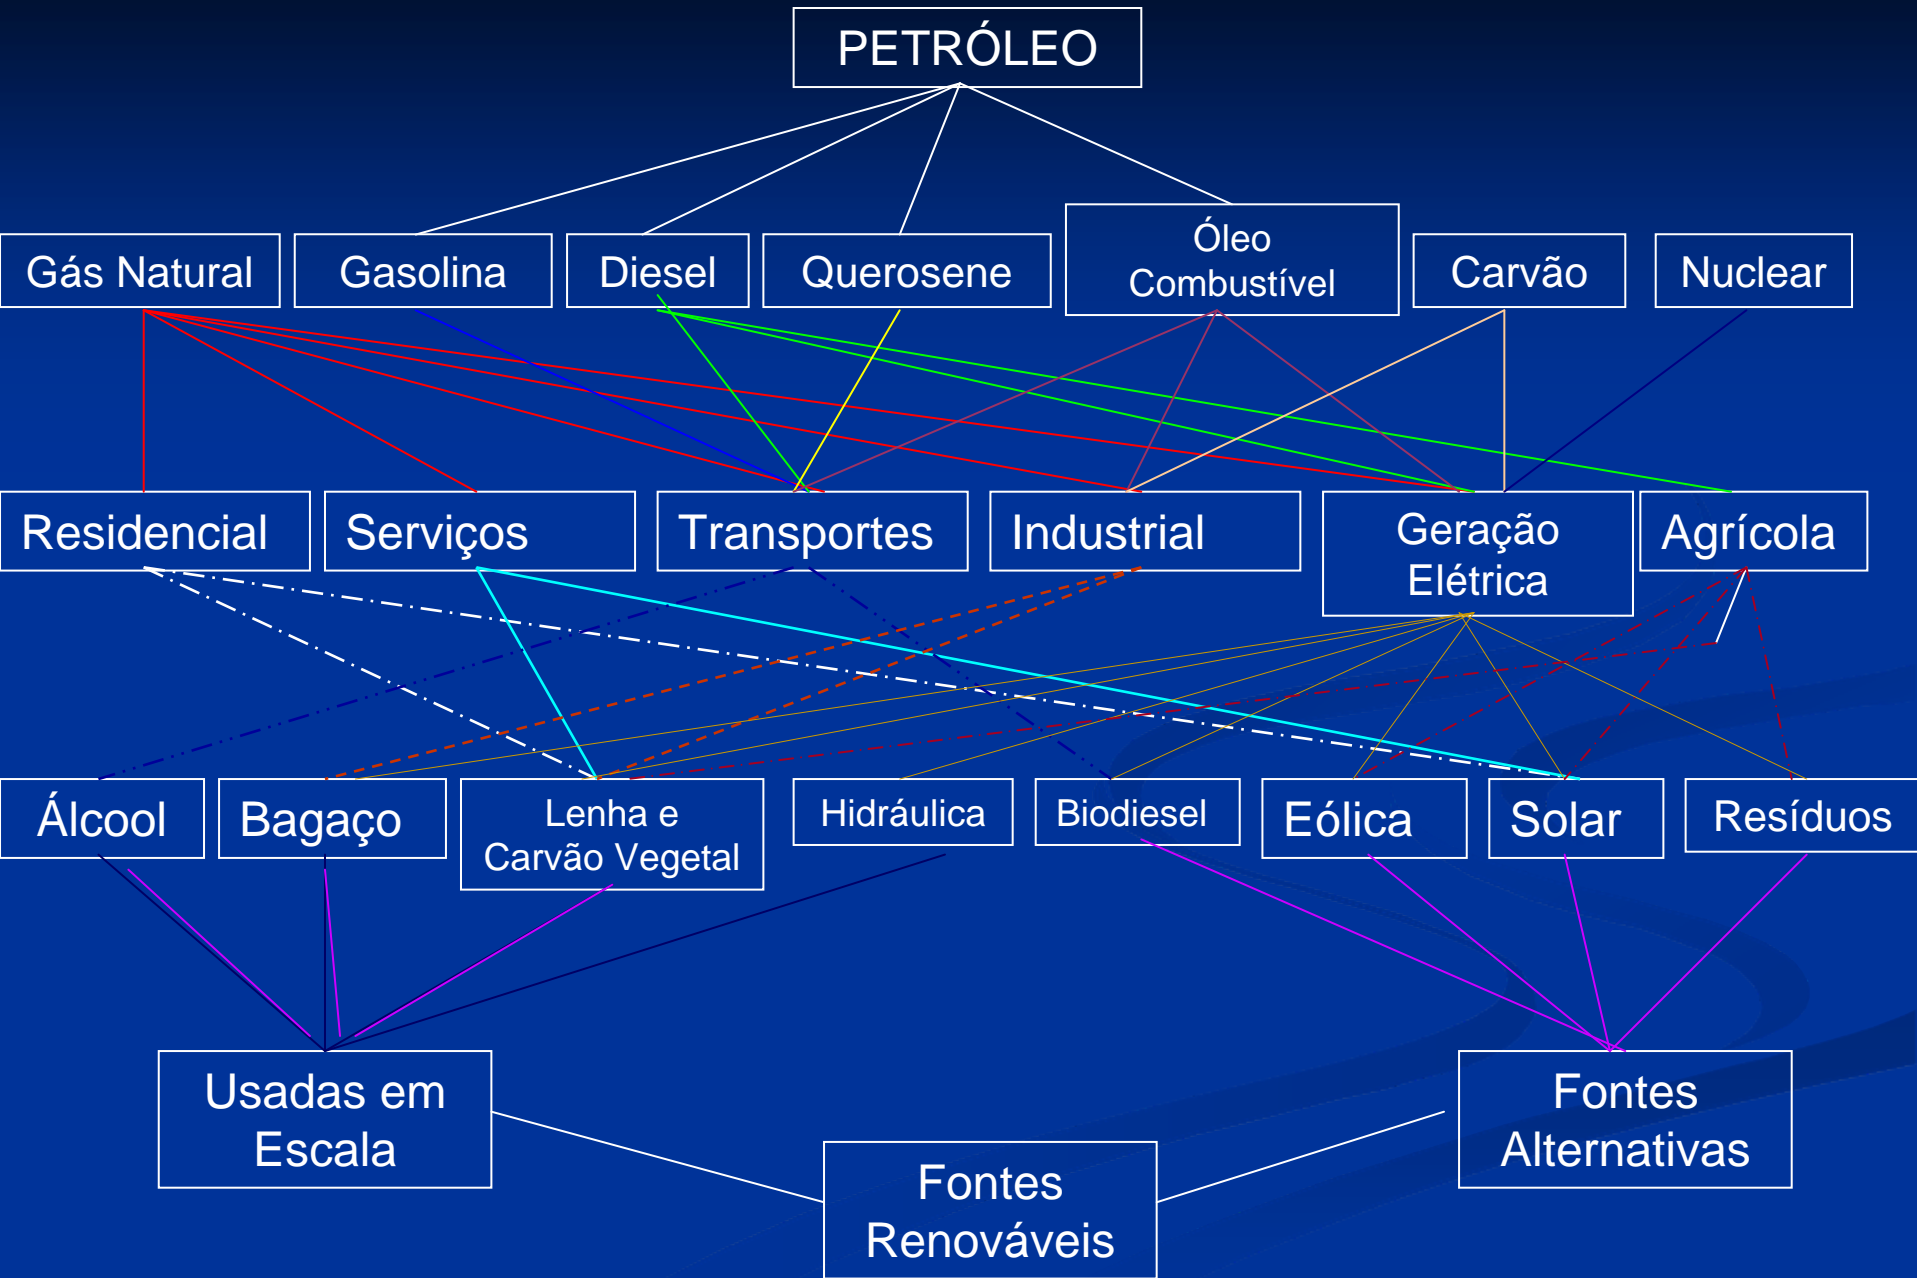 PETRÓLEO
Gás Natural
Gasolina
Diesel
Querosene
Óleo
Combustível
Carvão
Nuclear
Residencial
Serviços
Transportes
Industrial
Geração
Elétrica
Agrícola
Álcool
Bagaço
Lenha e
Carvão Vegetal
Hidráulica
Biodiesel
Eólica
Solar
Resíduos
Usadas em
Escala
Fontes
Alternativas
Fontes
Renováveis